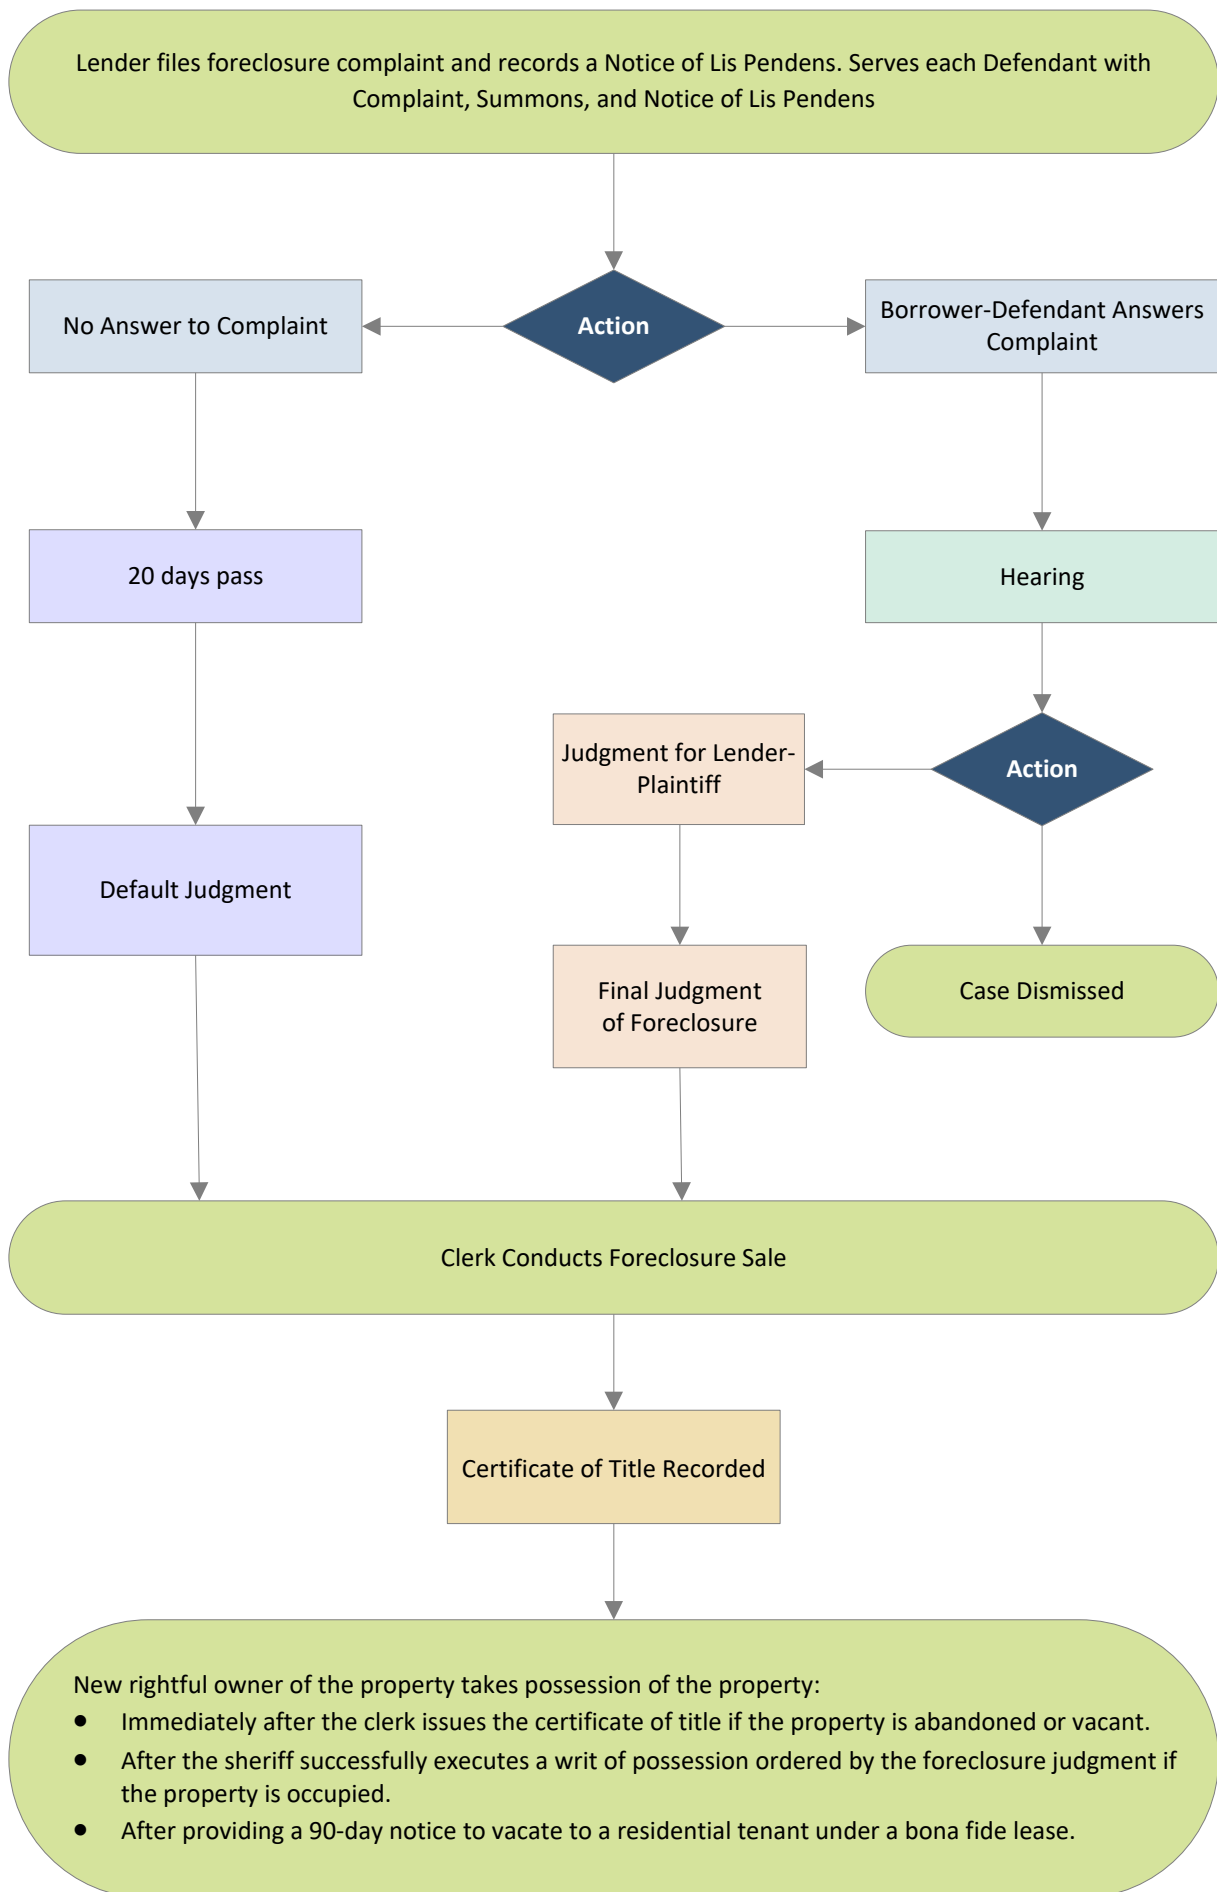 Lender files foreclosure complaint and records a Notice of Lis Pendens. Serves each Defendant with
Complaint, Summons, and Notice of Lis Pendens
No Answer to Complaint
Action
Borrower-Defendant Answers
Complaint
20 days pass
Hearing
Judgment for Lender-
Plaintiff
Action
Default Judgment
Final Judgment
of Foreclosure
Case Dismissed
Clerk Conducts Foreclosure Sale
Certificate of Title Recorded
New rightful owner of the property takes possession of the property:
● Immediately after the clerk issues the certificate of title if the property is abandoned or vacant.
● After the sheriff successfully executes a writ of possession ordered by the foreclosure judgment if
the property is occupied.
● After providing a 90-day notice to vacate to a residential tenant under a bona fide lease.